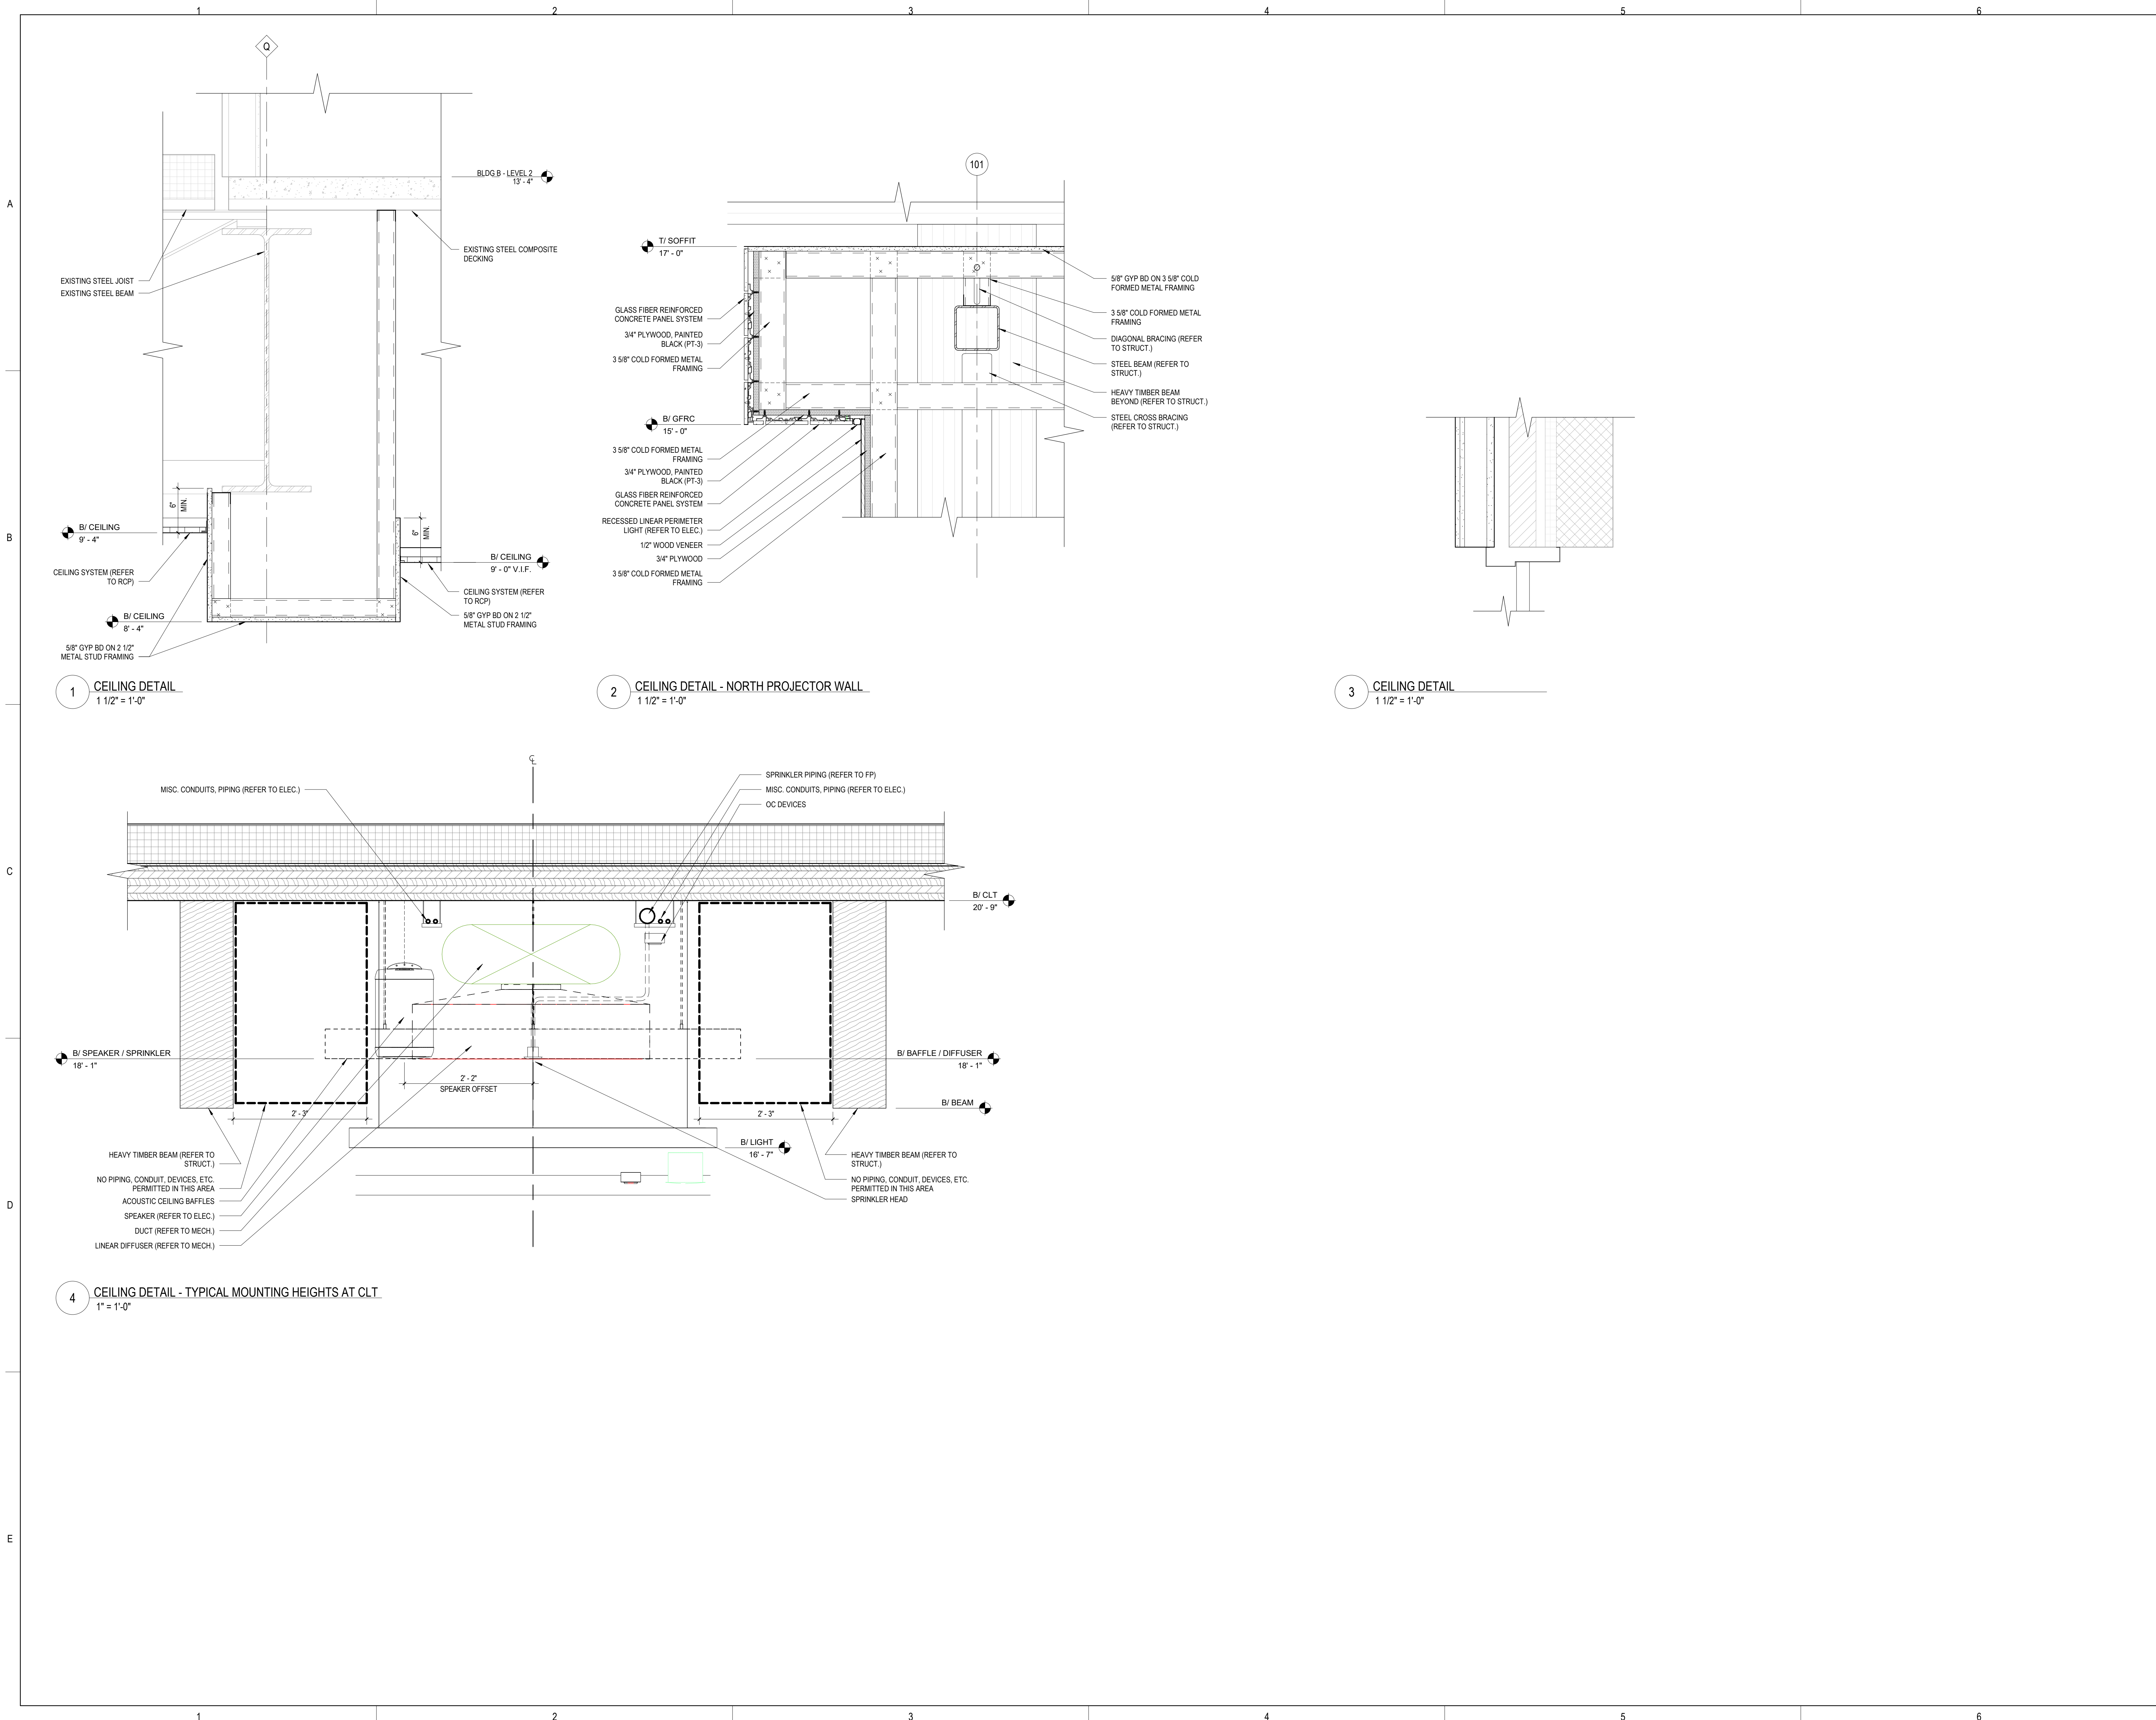 1
2
3
4
5
6
A
B
C
D
E
Q
BLDG B - LEVEL 2
13' - 4"
EXISTING STEEL COMPOSITE
DECKING
EXISTING STEEL JOIST
EXISTING STEEL BEAM
6"
MIN.
B/ CEILING
9' - 4"
6"
MIN.
B/ CEILING
9' - 0" V.I.F.
CEILING SYSTEM (REFER
TO RCP)
CEILING SYSTEM (REFER
TO RCP)
B/ CEILING
8' - 4"
5/8" GYP BD ON 2 1/2"
METAL STUD FRAMING
5/8" GYP BD ON 2 1/2"
METAL STUD FRAMING
1
CEILING DETAIL
1 1/2" = 1'-0"
101
T/ SOFFIT
17' - 0"
GLASS FIBER REINFORCED
CONCRETE PANEL SYSTEM
3/4" PLYWOOD, PAINTED
BLACK (PT-3)
3 5/8" COLD FORMED METAL
FRAMING
B/ GFRC
15' - 0"
3 5/8" COLD FORMED METAL
FRAMING
3/4" PLYWOOD, PAINTED
BLACK (PT-3)
GLASS FIBER REINFORCED
CONCRETE PANEL SYSTEM
RECESSED LINEAR PERIMETER
LIGHT (REFER TO ELEC.)
1/2" WOOD VENEER
3/4" PLYWOOD
3 5/8" COLD FORMED METAL
FRAMING
5/8" GYP BD ON 3 5/8" COLD
FORMED METAL FRAMING
3 5/8" COLD FORMED METAL
FRAMING
DIAGONAL BRACING (REFER
TO STRUCT.)
STEEL BEAM (REFER TO
STRUCT.)
HEAVY TIMBER BEAM
BEYOND (REFER TO STRUCT.)
STEEL CROSS BRACING
(REFER TO STRUCT.)
2
CEILING DETAIL - NORTH PROJECTOR WALL
1 1/2" = 1'-0"
3
CEILING DETAIL
1 1/2" = 1'-0"
℄
MISC. CONDUITS, PIPING (REFER TO ELEC.)
SPRINKLER PIPING (REFER TO FP)
MISC. CONDUITS, PIPING (REFER TO ELEC.)
OC DEVICES
B/ CLT
20' - 9"
B/ SPEAKER / SPRINKLER
18' - 1"
B/ BAFFLE / DIFFUSER
18' - 1"
2' - 2"
SPEAKER OFFSET
2' - 3"
2' - 3"
B/ BEAM
B/ LIGHT
16' - 7"
HEAVY TIMBER BEAM (REFER TO
STRUCT.)
NO PIPING, CONDUIT, DEVICES, ETC.
PERMITTED IN THIS AREA
ACOUSTIC CEILING BAFFLES
SPEAKER (REFER TO ELEC.)
DUCT (REFER TO MECH.)
LINEAR DIFFUSER (REFER TO MECH.)
HEAVY TIMBER BEAM (REFER TO
STRUCT.)
NO PIPING, CONDUIT, DEVICES, ETC.
PERMITTED IN THIS AREA
SPRINKLER HEAD
4
CEILING DETAIL - TYPICAL MOUNTING HEIGHTS AT CLT
1" = 1'-0"
1
2
3
4
5
6